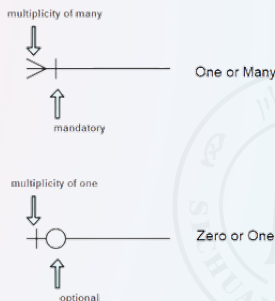 multiplicity of many
One or Many
mandatory
multiplicity of one
Zero or One
optional